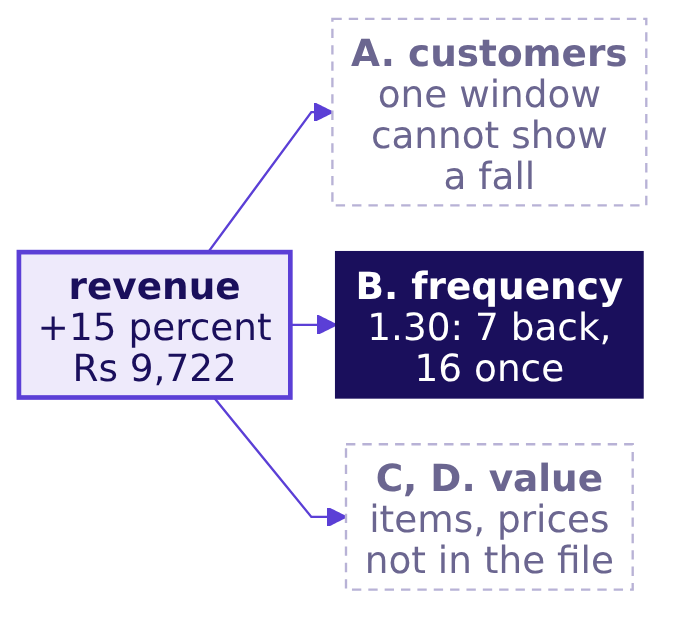 A. customers
one window
cannot show
a fall
revenue
+15 percent
Rs 9,722
B. frequency
1.30: 7 back,
16 once
C, D. value
items, prices
not in the file